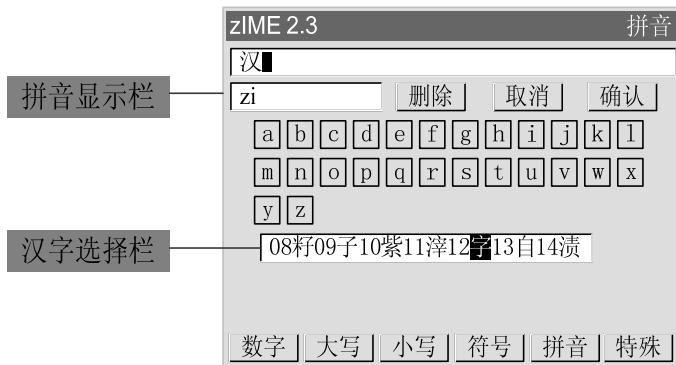 zIME 2.3 拼音
汉
拼音显示栏 zi 删除 取消 确认
a b c d e f g h i j k l
m n o p q r s t u v w x
y z
汉字选择栏 08籽09子10紫11滓12字13自14渍
数字 大写 小写 符号 拼音 特殊